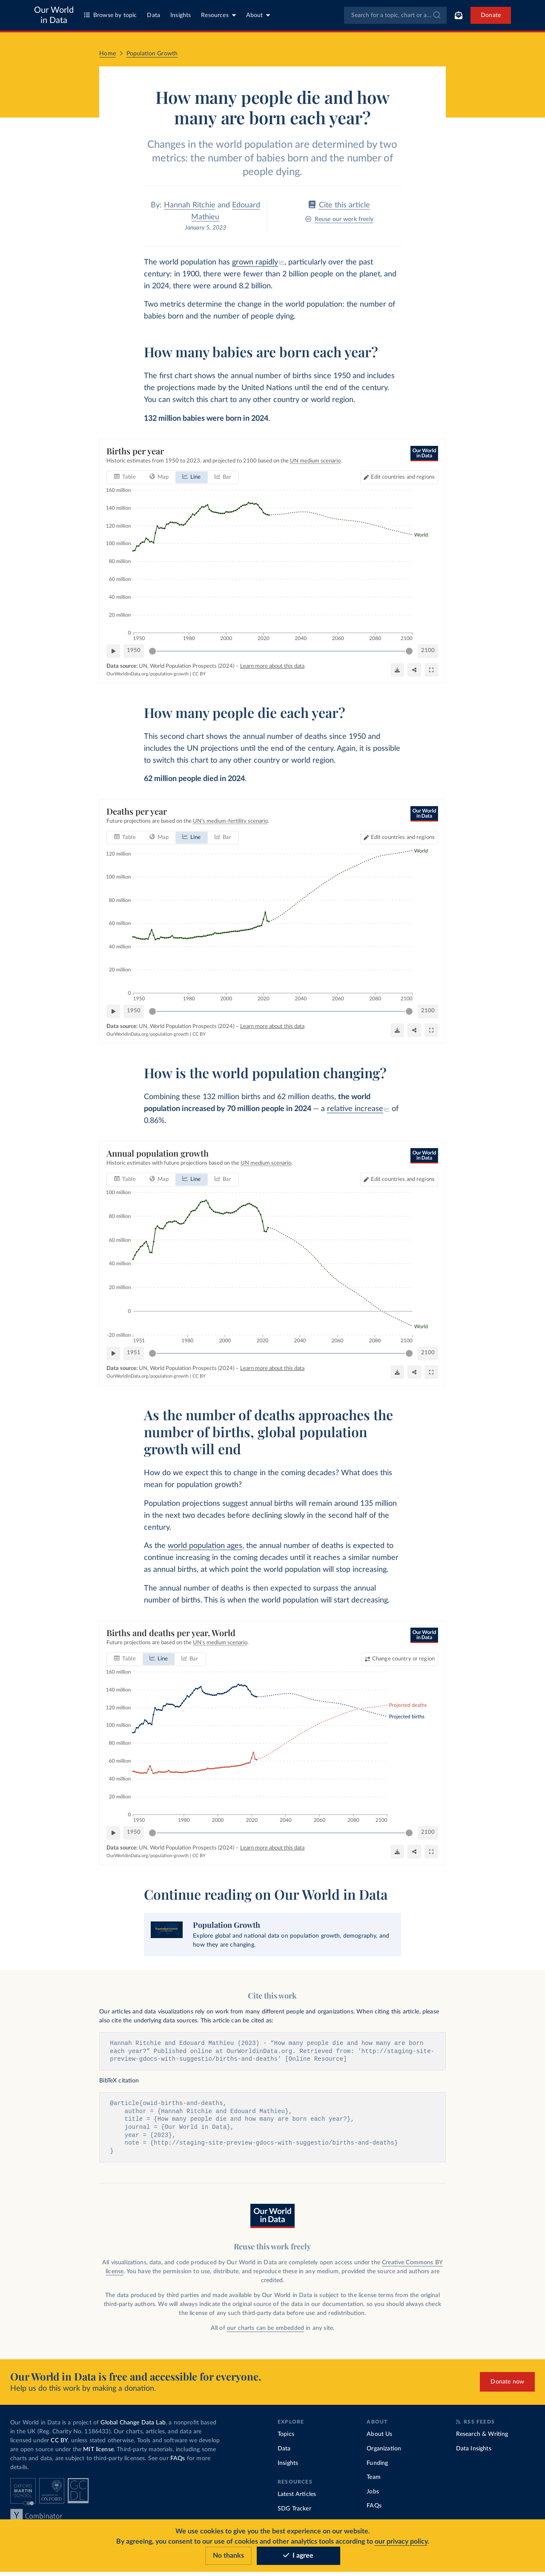 Our World
in Data
Browse by topic
Data
Insights
Resources
About
Search for a topic, chart or a...
Donate
Home > Population Growth
How many people die and how
many are born each year?
Changes in the world population are determined by two
metrics: the number of babies born and the number of
people dying.
By: Hannah Ritchie and Edouard
Mathieu
January 5, 2023
Cite this article
Reuse our work freely
The world population has grown rapidly, particularly over the past
century: in 1900, there were fewer than 2 billion people on the planet, and
in 2024, there were around 8.2 billion.
Two metrics determine the change in the world population: the number of
babies born and the number of people dying.
How many babies are born each year?
The first chart shows the annual number of births since 1950 and includes
the projections made by the United Nations until the end of the century.
You can switch this chart to any other country or world region.
132 million babies were born in 2024.
Births per year
Historic estimates from 1950 to 2023, and projected to 2100 based on the UN medium scenario.
Our World
in Data
Table
Map
Line
Bar
Edit countries and regions
160 million
140 million
120 million
100 million
80 million
60 million
40 million
20 million
0
World
1950
1980
2000
2020
2040
2060
2080
2100
1950
2100
Data source: UN, World Population Prospects (2024) – Learn more about this data
OurWorldinData.org/population-growth | CC BY
How many people die each year?
This second chart shows the annual number of deaths since 1950 and
includes the UN projections until the end of the century. Again, it is possible
to switch this chart to any other country or world region.
62 million people died in 2024.
Deaths per year
Future projections are based on the UN's medium-fertility scenario.
Our World
in Data
Table
Map
Line
Bar
Edit countries and regions
120 million
100 million
80 million
60 million
40 million
20 million
0
World
1950
1980
2000
2020
2040
2060
2080
2100
1950
2100
Data source: UN, World Population Prospects (2024) – Learn more about this data
OurWorldinData.org/population-growth | CC BY
How is the world population changing?
Combining these 132 million births and 62 million deaths, the world
population increased by 70 million people in 2024 — a relative increase of
0.86%.
Annual population growth
Historic estimates with future projections based on the UN medium scenario.
Our World
in Data
Table
Map
Line
Bar
Edit countries and regions
100 million
80 million
60 million
40 million
20 million
0
-20 million
World
1951
1980
2000
2020
2040
2060
2080
2100
1951
2100
Data source: UN, World Population Prospects (2024) – Learn more about this data
OurWorldinData.org/population-growth | CC BY
As the number of deaths approaches the
number of births, global population
growth will end
How do we expect this to change in the coming decades? What does this
mean for population growth?
Population projections suggest annual births will remain around 135 million
in the next two decades before declining slowly in the second half of the
century.
As the world population ages, the annual number of deaths is expected to
continue increasing in the coming decades until it reaches a similar number
as annual births, at which point the world population will stop increasing.
The annual number of deaths is then expected to surpass the annual
number of births. This is when the world population will start decreasing.
Births and deaths per year, World
Future projections are based on the UN's medium scenario.
Our World
in Data
Table
Line
Bar
Change country or region
160 million
140 million
120 million
100 million
80 million
60 million
40 million
20 million
0
Projected deaths
Projected births
1950
1980
2000
2020
2040
2060
2080
2100
1950
2100
Data source: UN, World Population Prospects (2024) – Learn more about this data
OurWorldinData.org/population-growth | CC BY
Continue reading on Our World in Data
Population Growth
Explore global and national data on population growth, demography, and
how they are changing.
Cite this work
Our articles and data visualizations rely on work from many different people and organizations. When citing this article, please
also cite the underlying data sources. This article can be cited as:
Hannah Ritchie and Edouard Mathieu (2023) - "How many people die and how many are born
each year?" Published online at OurWorldinData.org. Retrieved from: 'http://staging-site-
preview-gdocs-with-suggestio/births-and-deaths' [Online Resource]
BibTeX citation
@article{owid-births-and-deaths,
author = {Hannah Ritchie and Edouard Mathieu},
title = {How many people die and how many are born each year?},
journal = {Our World in Data},
year = {2023},
note = {http://staging-site-preview-gdocs-with-suggestio/births-and-deaths}
}
Our World
in Data
Reuse this work freely
All visualizations, data, and code produced by Our World in Data are completely open access under the Creative Commons BY
license. You have the permission to use, distribute, and reproduce these in any medium, provided the source and authors are
credited.
The data produced by third parties and made available by Our World in Data is subject to the license terms from the original
third-party authors. We will always indicate the original source of the data in our documentation, so you should always check
the license of any such third-party data before use and redistribution.
All of our charts can be embedded in any site.
Our World in Data is free and accessible for everyone.
Help us do this work by making a donation.
Donate now
Our World in Data is a project of Global Change Data Lab, a nonprofit based
in the UK (Reg. Charity No. 1186433). Our charts, articles, and data are
licensed under CC BY, unless stated otherwise. Tools and software we develop
are open source under the MIT license. Third-party materials, including some
charts and data, are subject to third-party licenses. See our FAQs for more
details.
OXFORD
MARTIN
SCHOOL
UNIVERSITY OF
OXFORD
GC
DL
Y Combinator
EXPLORE
Topics
Data
Insights
RESOURCES
Latest Articles
SDG Tracker
ABOUT
About Us
Organization
Funding
Team
Jobs
FAQs
RSS FEEDS
Research & Writing
Data Insights
We use cookies to give you the best experience on our website.
By agreeing, you consent to our use of cookies and other analytics tools according to our privacy policy.
No thanks
I agree